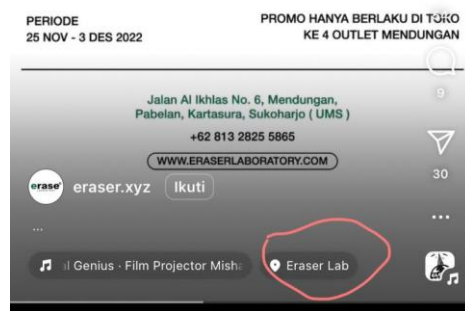 PERIODE
25 NOV - 3 DES 2022
PROMO HANYA BERLAKU DI TOKO
KE 4 OUTLET MENDUNGAN
Jalan Al Ikhlas No. 6, Mendungan,
Pabelan, Kartasura, Sukoharjo ( UMS )
+62 813 2825 5865
WWW.ERASERLABORATORY.COM
9
30
erase
eraser.xyz
Ikuti
...
al Genius · Film Projector Misha
Eraser Lab